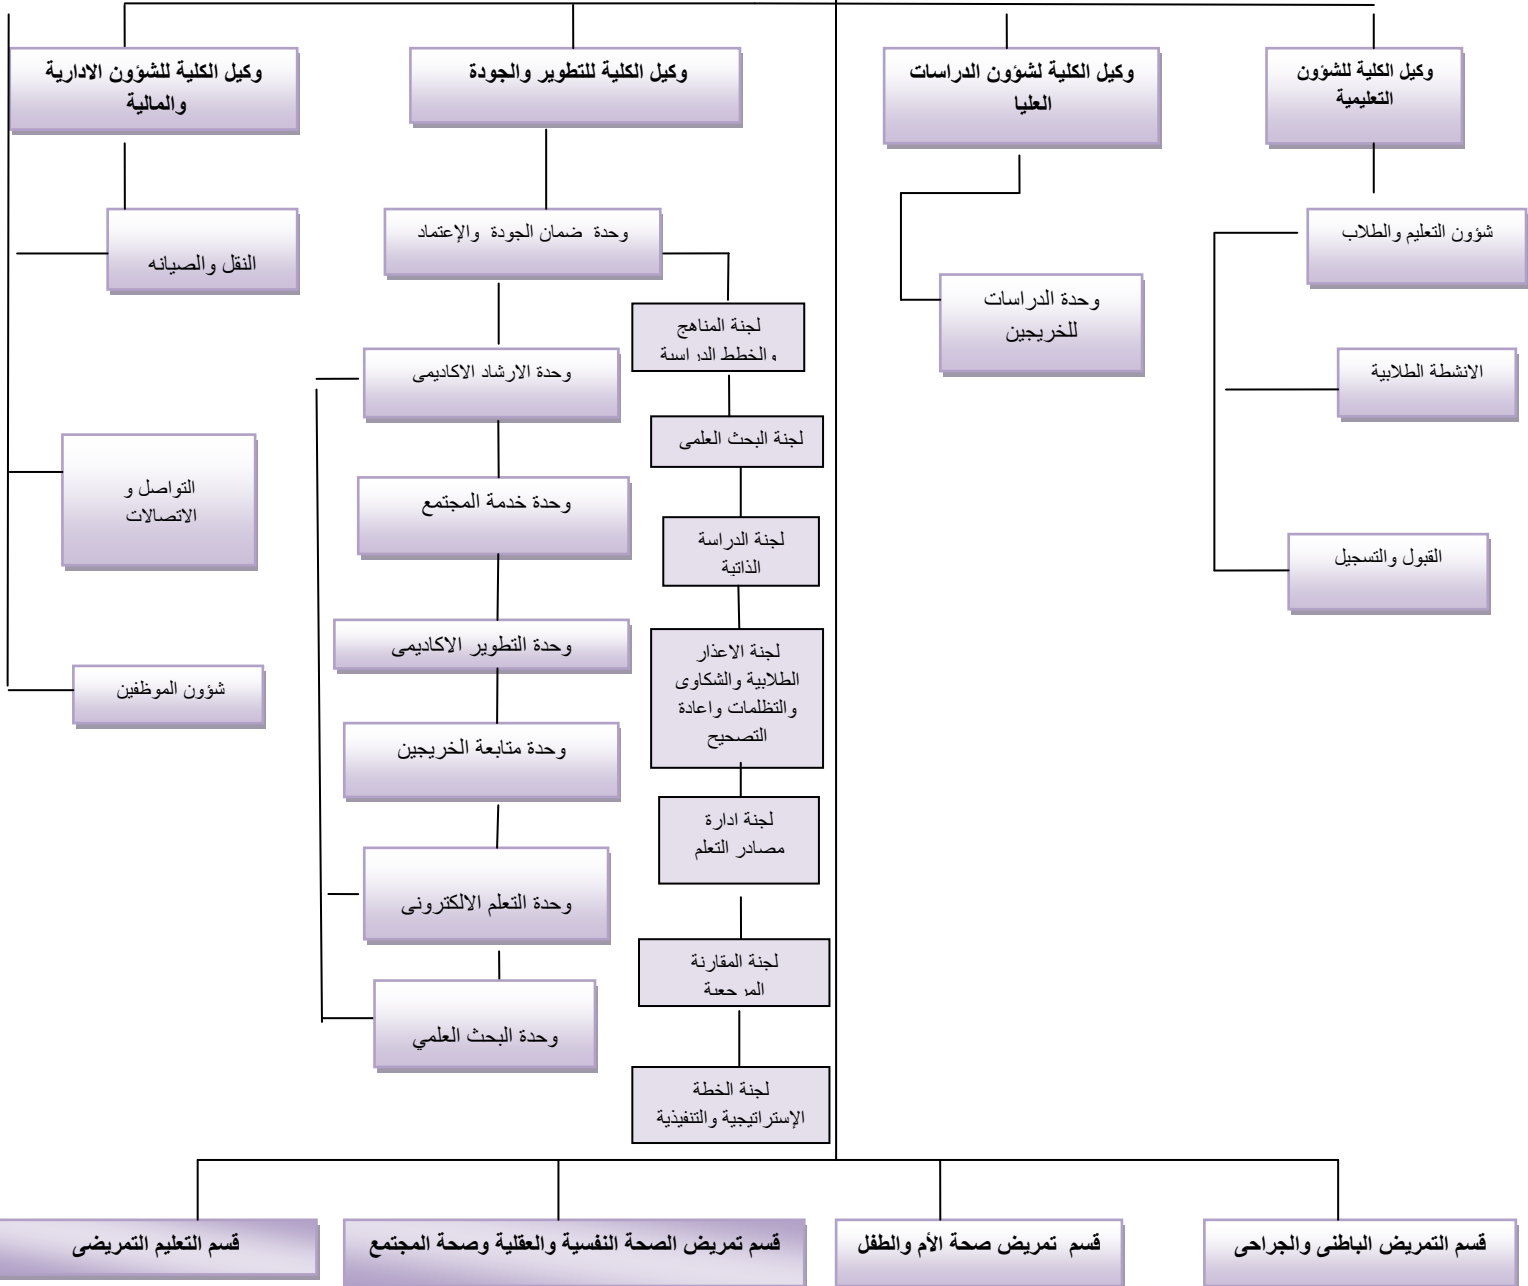 وكيل الكلية للشؤون
التعليمية
وكيل الكلية لشؤون الدراسات
العليا
وكيل الكلية للتطوير والجودة
وكيل الكلية للشؤون الادارية
والمالية
شؤون التعليم والطلاب
الانشطة الطلابية
القبول والتسجيل
وحدة الدراسات
للخريجين
وحدة ضمان الجودة والإعتماد
لجنة المناهج
والخطط الدراسية
لجنة البحث العلمى
لجنة الدراسة
الذاتية
لجنة الاعذار
الطلابية والشكاوى
والتظلمات واعادة
التصحيح
لجنة ادارة
مصادر التعلم
لجنة المقارنة
المرجعية
لجنة الخطة
الإستراتيجية والتنفيذية
وحدة الارشاد الاكاديمى
وحدة خدمة المجتمع
وحدة التطوير الاكاديمى
وحدة متابعة الخريجين
وحدة التعلم الالكترونى
وحدة البحث العلمي
النقل والصيانه
التواصل و
الاتصالات
شؤون الموظفين
قسم التمريض الباطنى والجراحى
قسم تمريض صحة الأم والطفل
قسم تمريض الصحة النفسية والعقلية وصحة المجتمع
قسم التعليم التمريضى